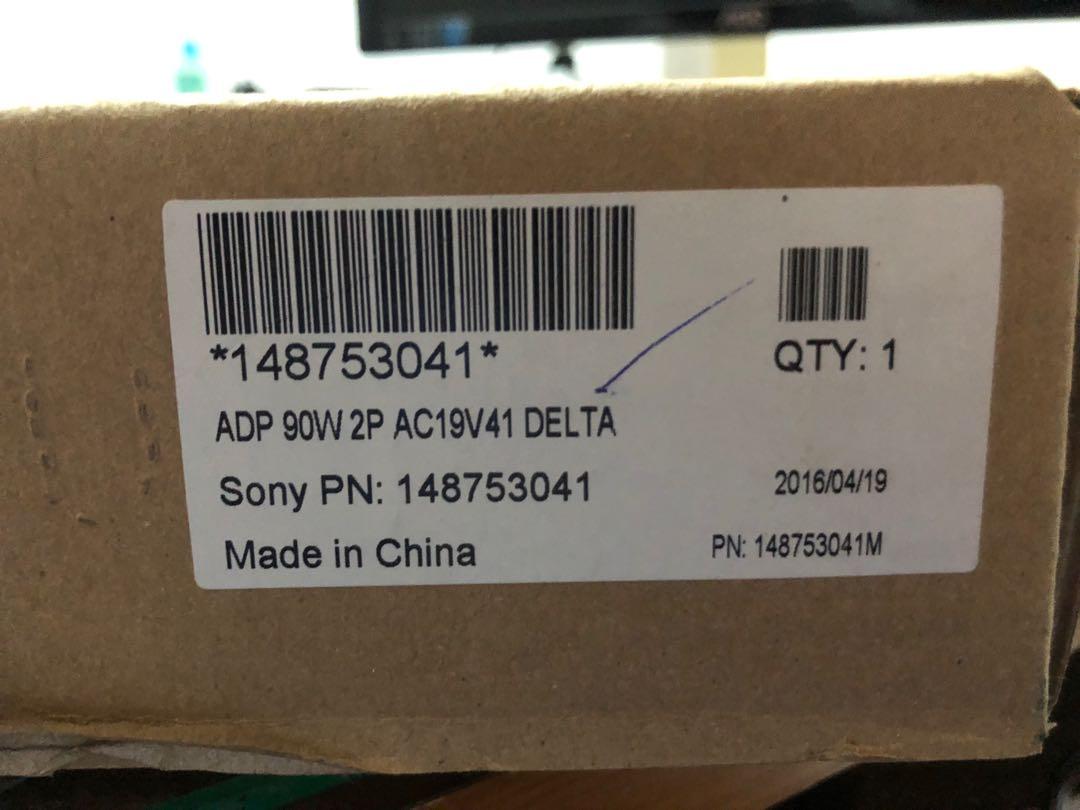 *148753041*
QTY: 1
ADP 90W 2P AC19V41 DELTA
Sony PN: 148753041
2016/04/19
Made in China
PN: 148753041M